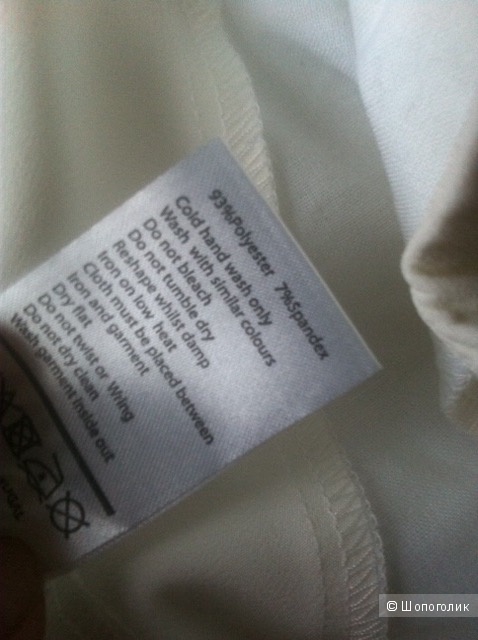 93%Polyester 7%Spandex
Cold hand wash only
Wash with similar colours
Do not bleach
Do not tumble dry
Reshape whilst damp
Iron on low heat
Cloth must be placed between
Iron and garment
Dry flat
Do not twist or Wring
Do not dry clean
Wash garment inside out
© Шопоголик